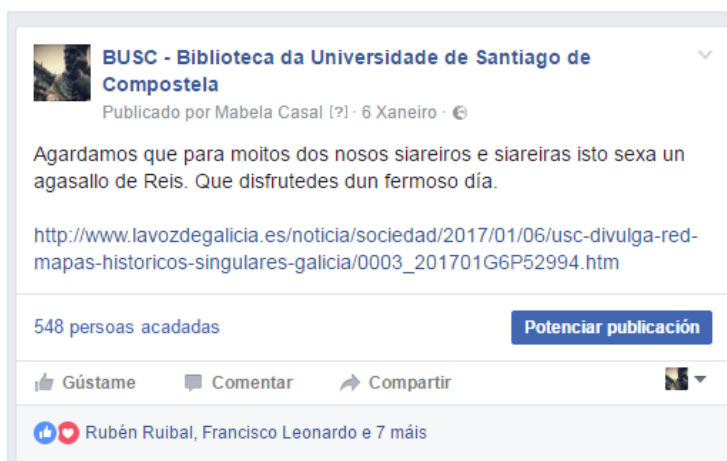 BUSC - Biblioteca da Universidade de Santiago de
Compostela
Publicado por Mabela Casal [?] · 6 Xaneiro ·
Agardamos que para moitos dos nosos siareiros e siareiras isto sexa un
agasallo de Reis. Que disfrutedes dun fermoso día.
http://www.lavozdegalicia.es/noticia/sociedad/2017/01/06/usc-divulga-red-
mapas-historicos-singulares-galicia/0003_201701G6P52994.htm
548 persoas acadadas
Potenciar publicación
Gústame Comentar Compartir
Rubén Ruibal, Francisco Leonardo e 7 máis